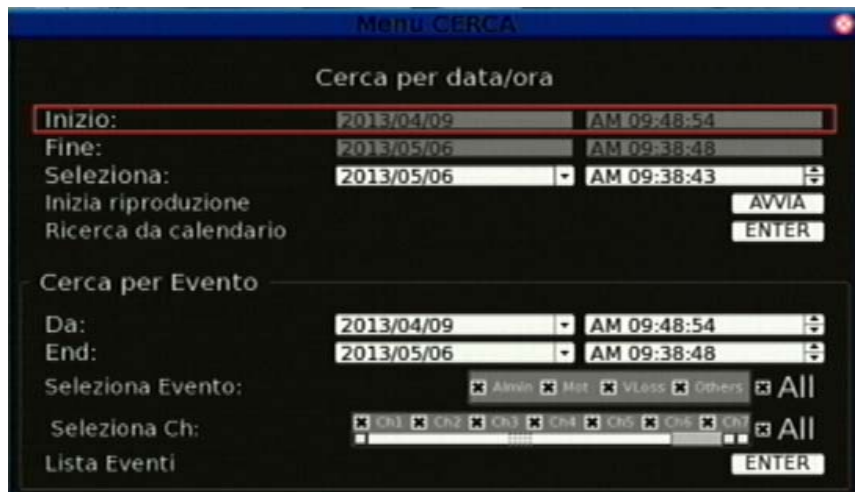 Menu CERCA
Cerca per data/ora
Inizio: 2013/04/09 AM 09:48:54
Fine: 2013/05/06 AM 09:38:48
Seleziona: 2013/05/06 AM 09:38:43
Inizia riproduzione AVVIA
Ricerca da calendario ENTER
Cerca per Evento
Da: 2013/04/09 AM 09:48:54
End: 2013/05/06 AM 09:38:48
Seleziona Evento: Almin Mot VLoss Others All
Seleziona Ch: Ch1 Ch2 Ch3 Ch4 Ch5 Ch6 Ch7 All
Lista Eventi ENTER